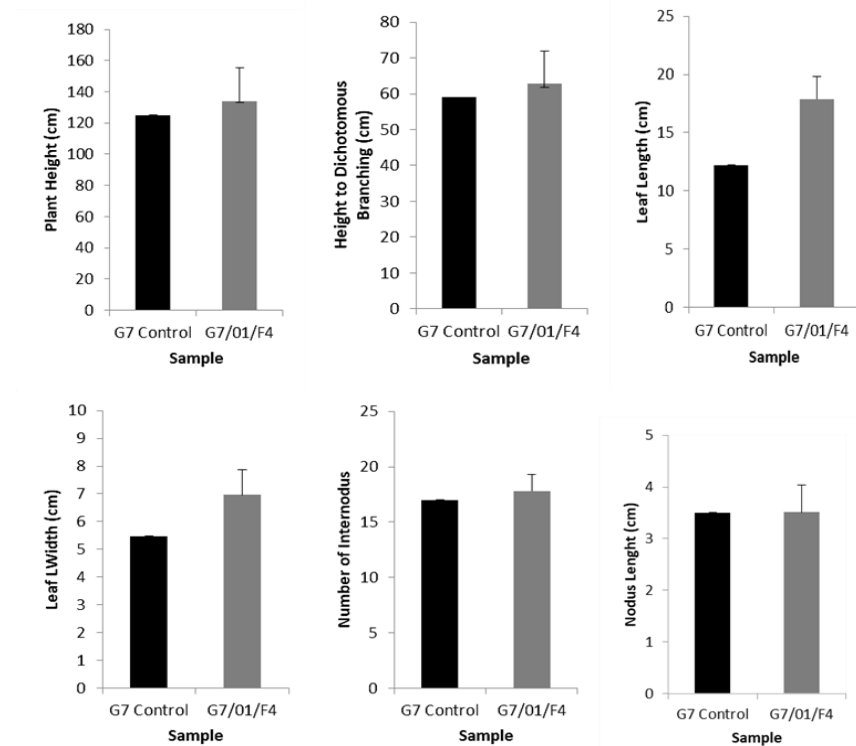 Plant Height (cm)
180
160
140
120
100
80
60
40
20
0
G7 Control G7/01/F4
Sample
Height to Dichotomous
Branching (cm)
80
70
60
50
40
30
20
10
0
G7 Control G7/01/F4
Sample
Leaf Length (cm)
25
20
15
10
5
0
G7 Control G7/01/F4
Sample
Leaf LWidth (cm)
10
9
8
7
6
5
4
3
2
1
0
G7 Control G7/01/F4
Sample
Number of Internodus
25
20
15
10
5
0
G7 Control G7/01/F4
Sample
Nodus Lenght (cm)
5
4
3
2
1
0
G7 Control G7/01/F4
Sample